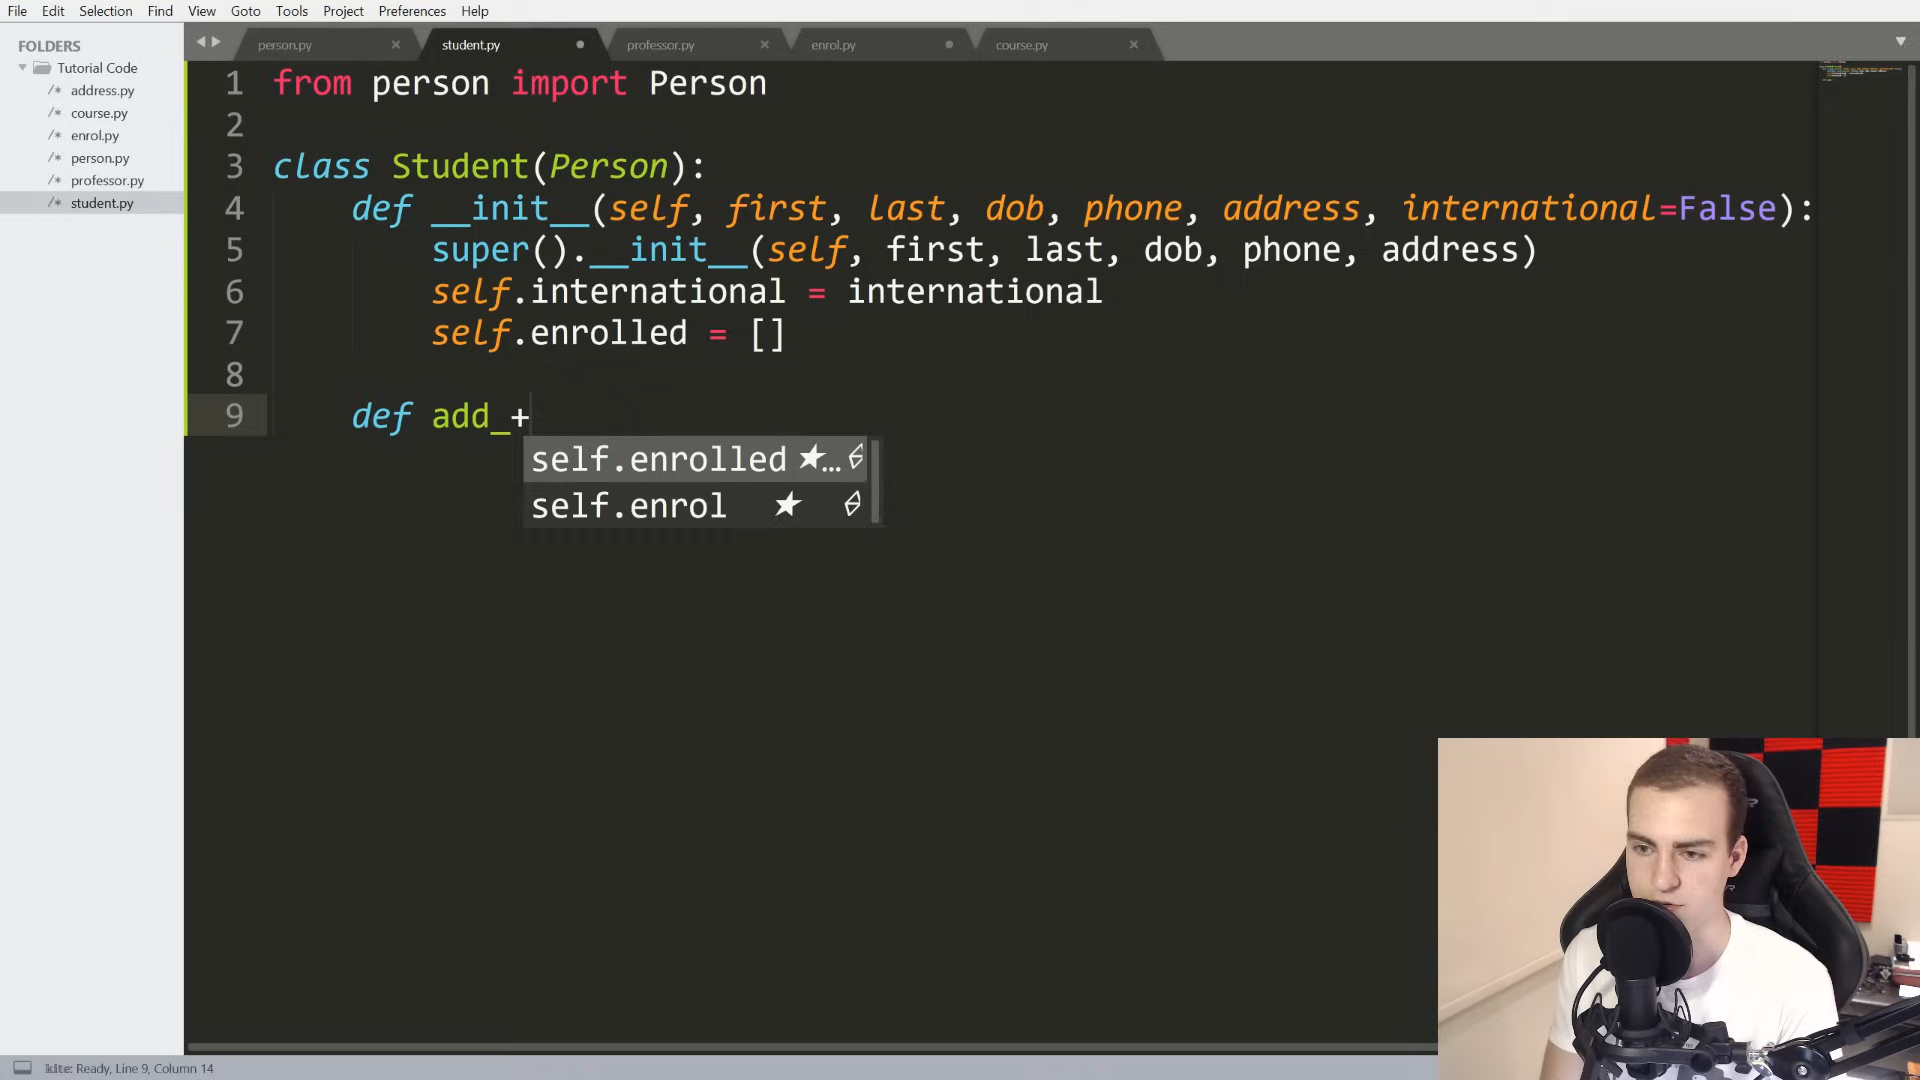 File Edit Selection Find View Goto Tools Project Preferences Help
FOLDERS
Tutorial Code
/* address.py
/* course.py
/* enrol.py
/* person.py
/* professor.py
/* student.py
person.py × student.py professor.py × enrol.py course.py ×
1 from person import Person
2
3 class Student(Person):
4 def __init__(self, first, last, dob, phone, address, international=False):
5 super().__init__(self, first, last, dob, phone, address)
6 self.international = international
7 self.enrolled = []
8
9 def add_+
self.enrolled ★…
self.enrol ★
kite: Ready, Line 9, Column 14